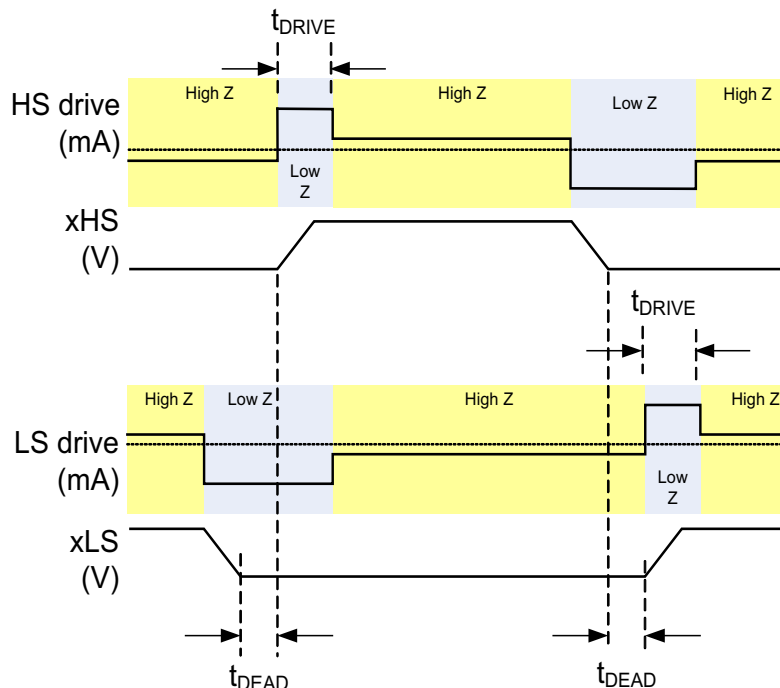 tDRIVE
High Z
High Z
Low Z
High Z
HS drive
(mA)
Low
Z
xHS
(V)
tDRIVE
High Z
Low Z
High Z
High Z
LS drive
(mA)
Low
Z
xLS
(V)
tDEAD
tDEAD